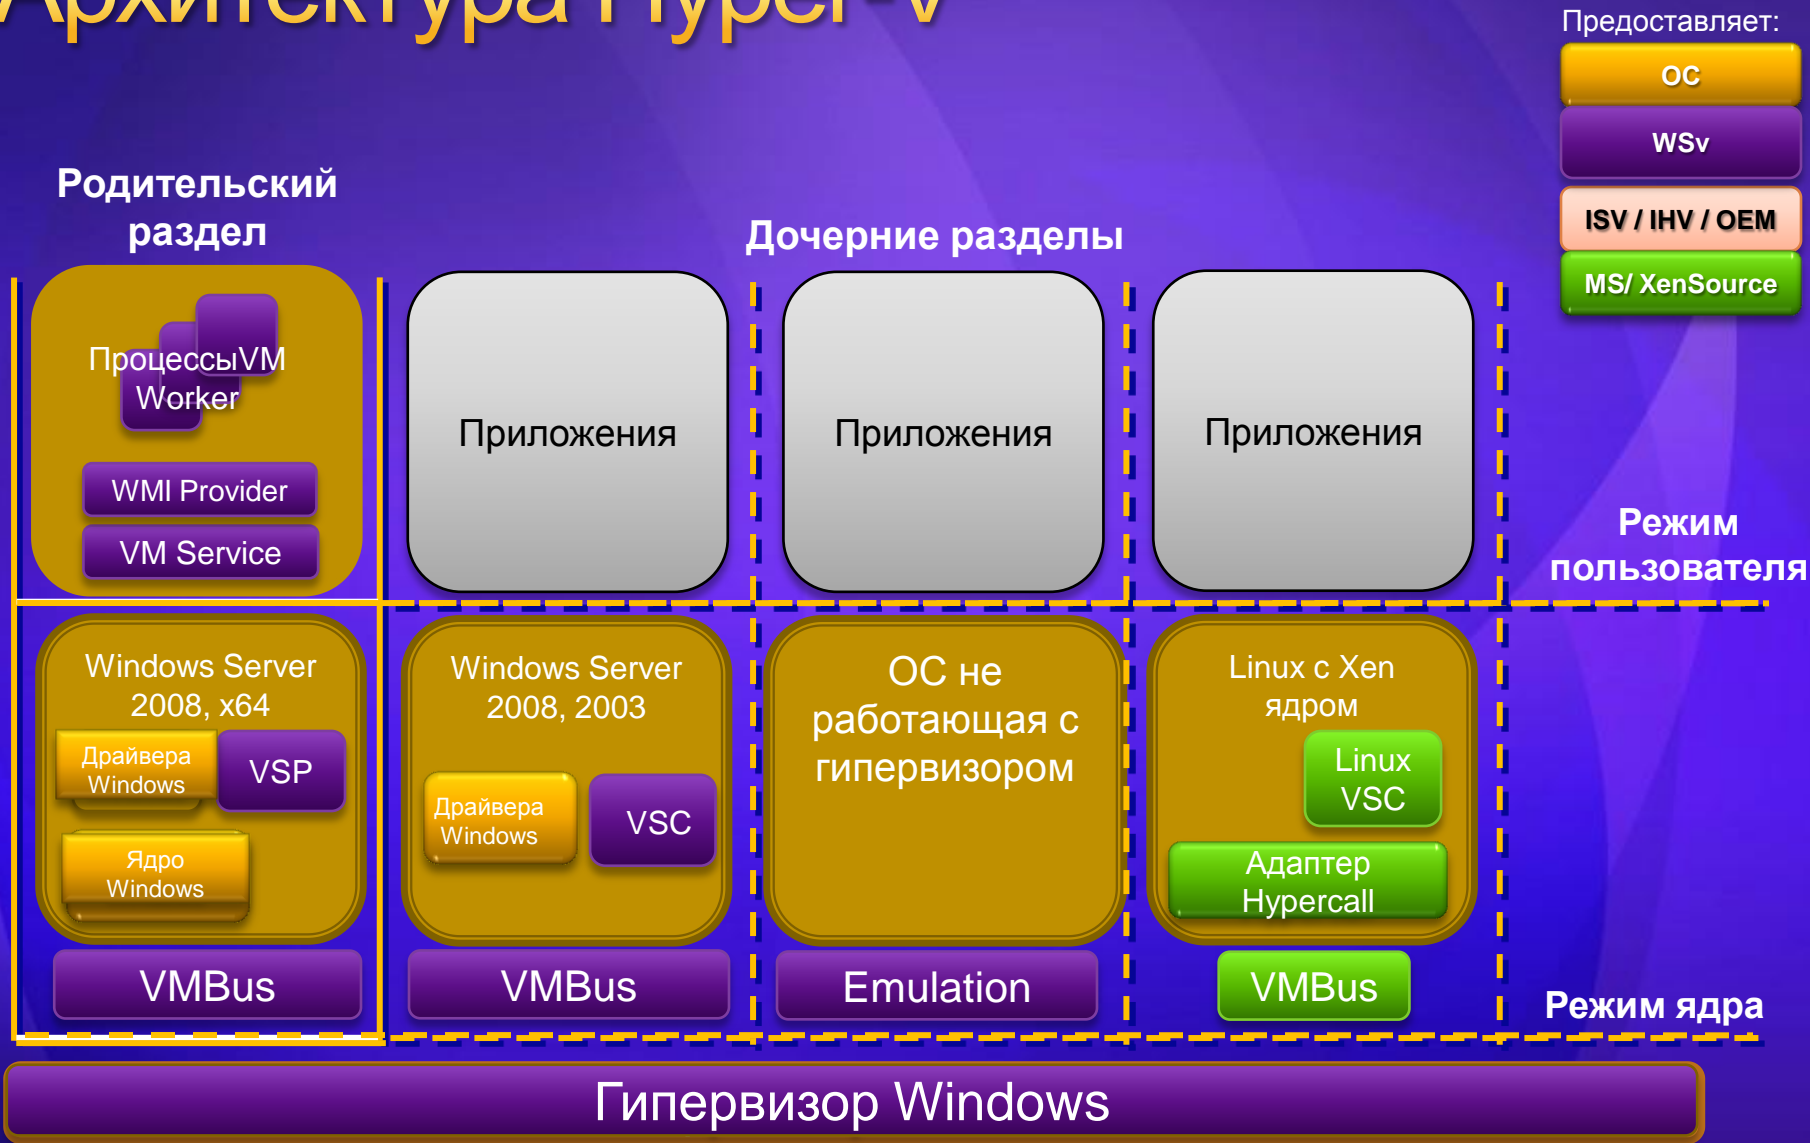 Архитектура Hyper-V
Предоставляет:
ОС
WSv
ISV / IHV / OEM
MS/ XenSource
Родительский
раздел
Дочерние разделы
ПроцессыVM
Worker
WMI Provider
VM Service
Приложения
Приложения
Приложения
Режим
пользователя
Windows Server
2008, x64
Драйвера
Windows
VSP
Ядро
Windows
VMBus
Windows Server
2008, 2003
Драйвера
Windows
VSC
VMBus
ОС не
работающая с
гипервизором
Emulation
Linux с Xen
ядром
Linux
VSC
Адаптер
Hypercall
VMBus
Режим ядра
Гипервизор Windows